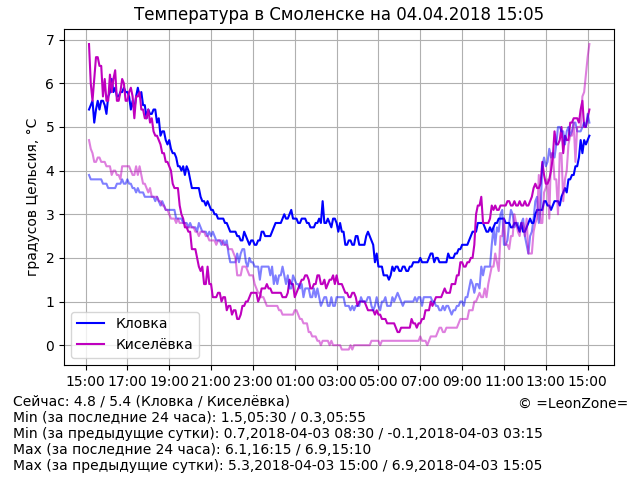 Температура в Смоленске на 04.04.2018 15:05
7
6
5
4
3
2
1
0
градусов Цельсия, °C
Кловка
Киселёвка
15:00 17:00 19:00 21:00 23:00 01:00 03:00 05:00 07:00 09:00 11:00 13:00 15:00
Сейчас: 4.8 / 5.4 (Кловка / Киселёвка)
© =LeonZone=
Min (за последние 24 часа): 1.5,05:30 / 0.3,05:55
Min (за предыдущие сутки): 0.7,2018-04-03 08:30 / -0.1,2018-04-03 03:15
Max (за последние 24 часа): 6.1,16:15 / 6.9,15:10
Max (за предыдущие сутки): 5.3,2018-04-03 15:00 / 6.9,2018-04-03 15:05